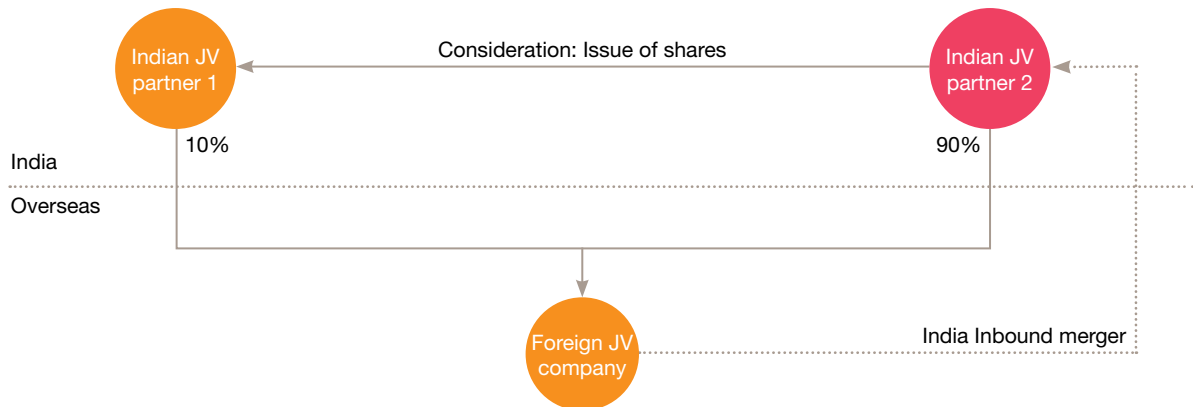 Indian JV
partner 1
Consideration: Issue of shares
Indian JV
partner 2
10%
90%
India
Overseas
Foreign JV
company
India Inbound merger